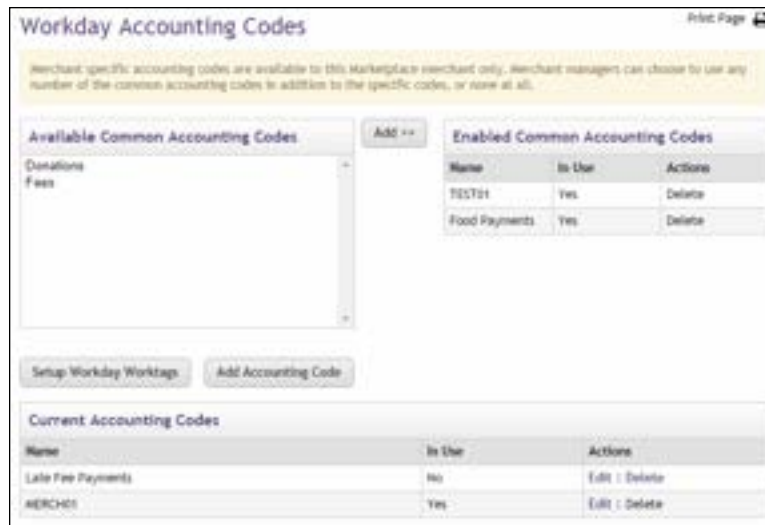 Workday Accounting Codes
Print Page
Merchant specific accounting codes are available to this Marketplace merchant only. Merchant managers can choose to use any
number of the common accounting codes in addition to the specific codes, or none at all.
Available Common Accounting Codes
Donations
Fees
Add >>
Enabled Common Accounting Codes
Name In Use Actions
TEST01 Yes Delete
Food Payments Yes Delete
Setup Workday Worktags
Add Accounting Code
Current Accounting Codes
Name In Use Actions
Late Fee Payments No Edit | Delete
MERCH01 Yes Edit | Delete